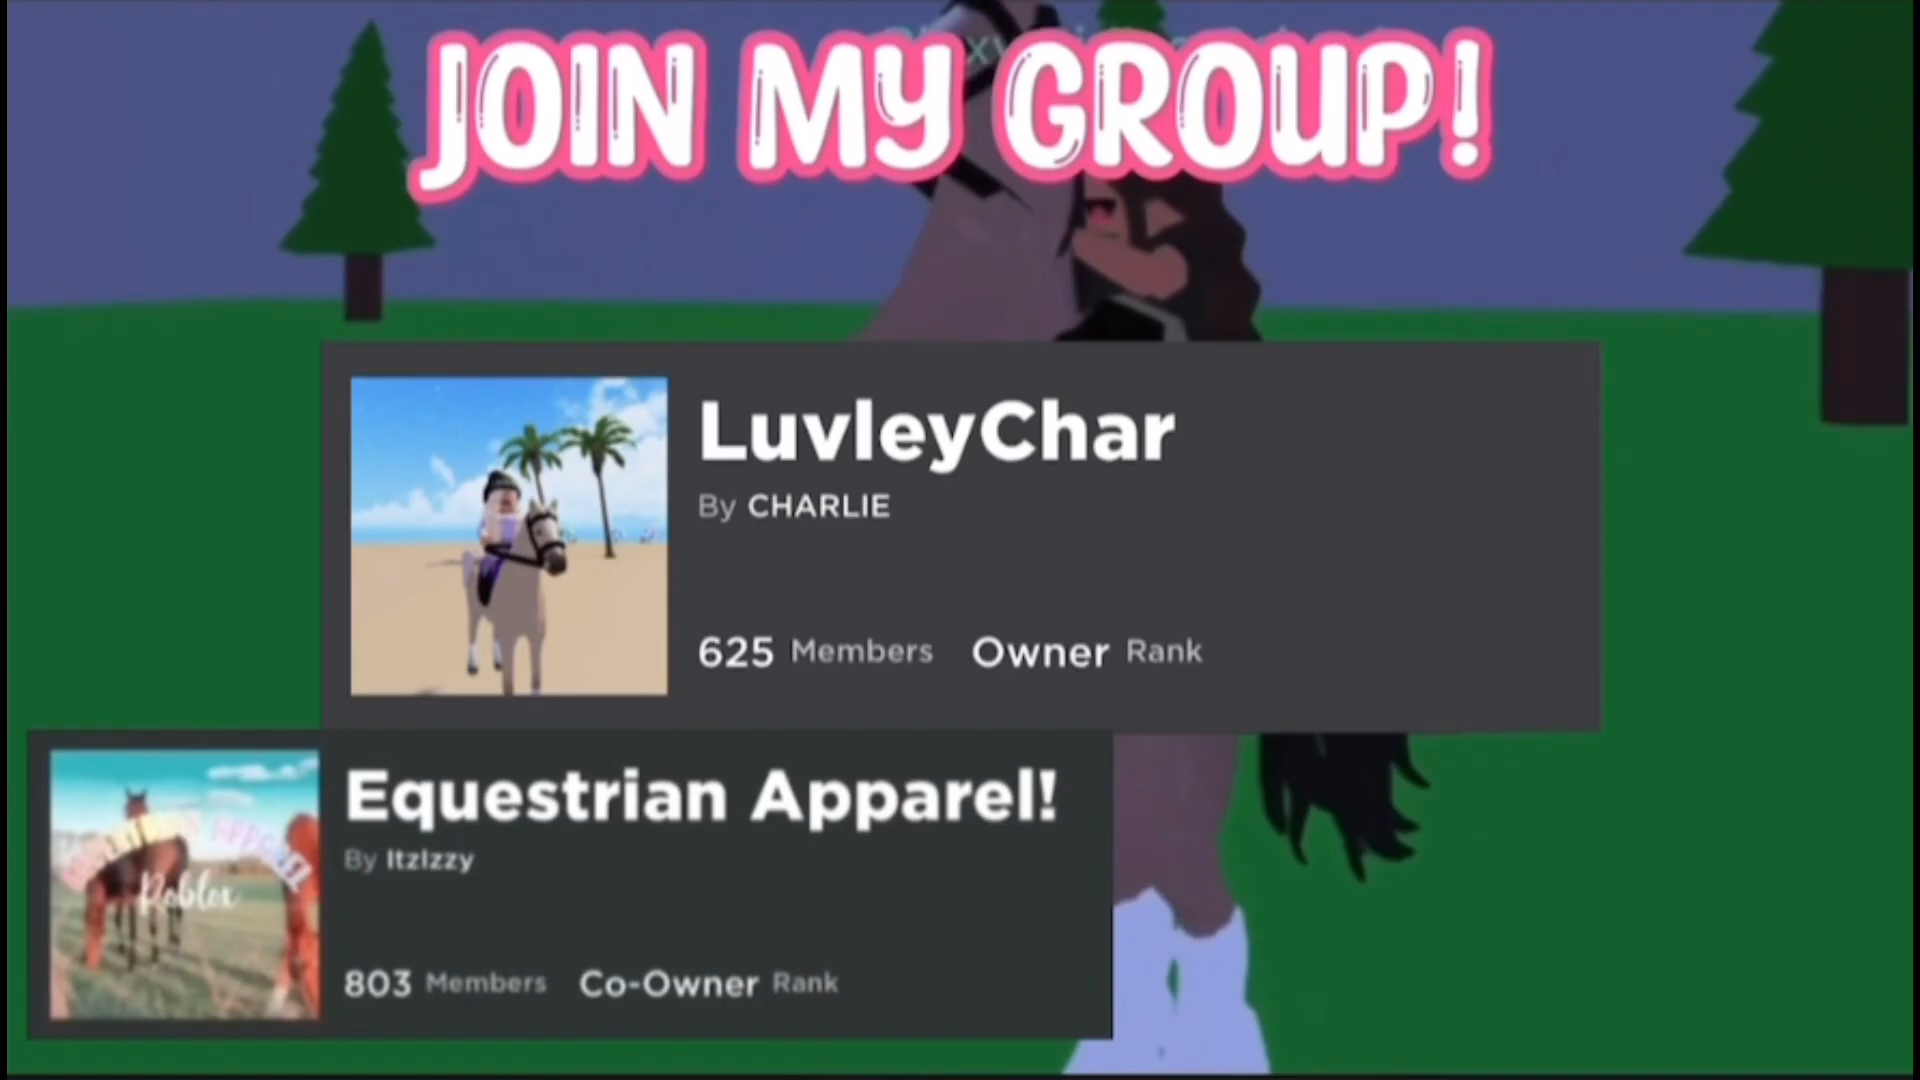 JOIN MY GROUP!
LuvleyChar
By CHARLIE
625 Members Owner Rank
Equestrian Apparel!
By ItzIzzy
Roblox
803 Members Co-Owner Rank